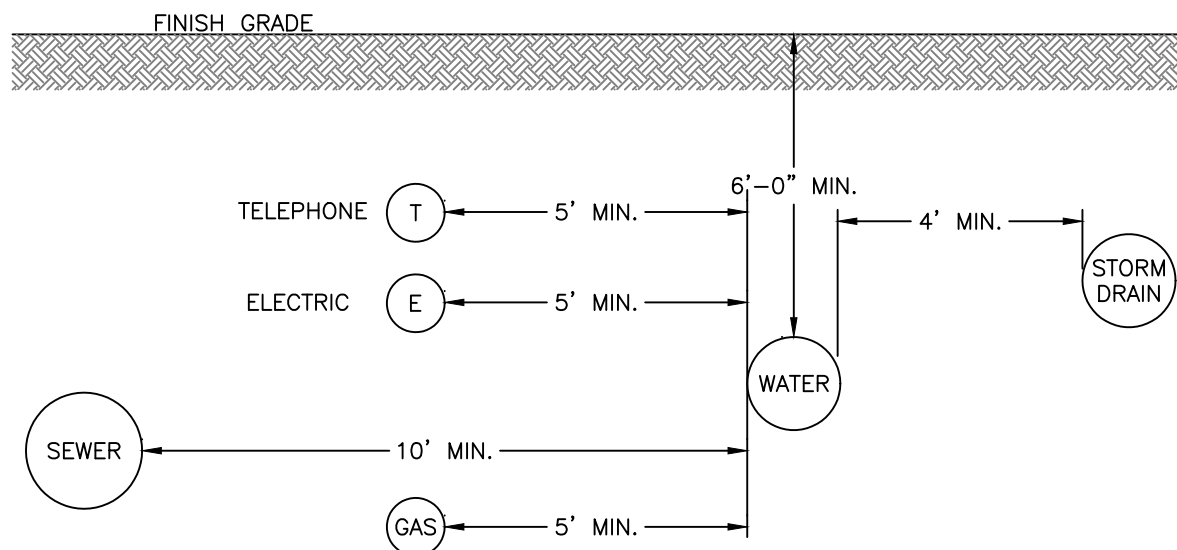 FINISH GRADE
6'-0" MIN.
TELEPHONE T 5' MIN.
4' MIN.
STORM
DRAIN
ELECTRIC E 5' MIN.
WATER
SEWER 10' MIN.
GAS 5' MIN.